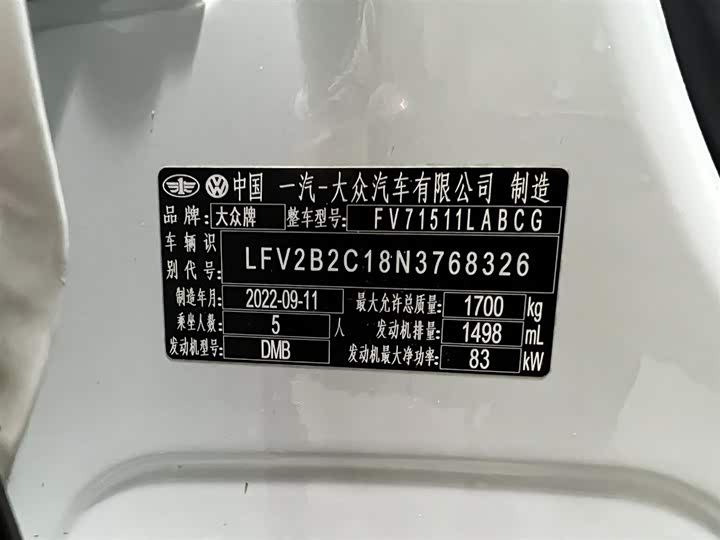 中国 一汽-大众汽车有限公司 制造
品牌: 大众牌 整车型号: FV71511LABCG
车辆识别代号: LFV2B2C18N3768326
制造年月: 2022-09-11 最大允许总质量: 1700 kg
乘坐人数: 5 人 发动机排量: 1498 mL
发动机型号: DMB 发动机最大净功率: 83 kW